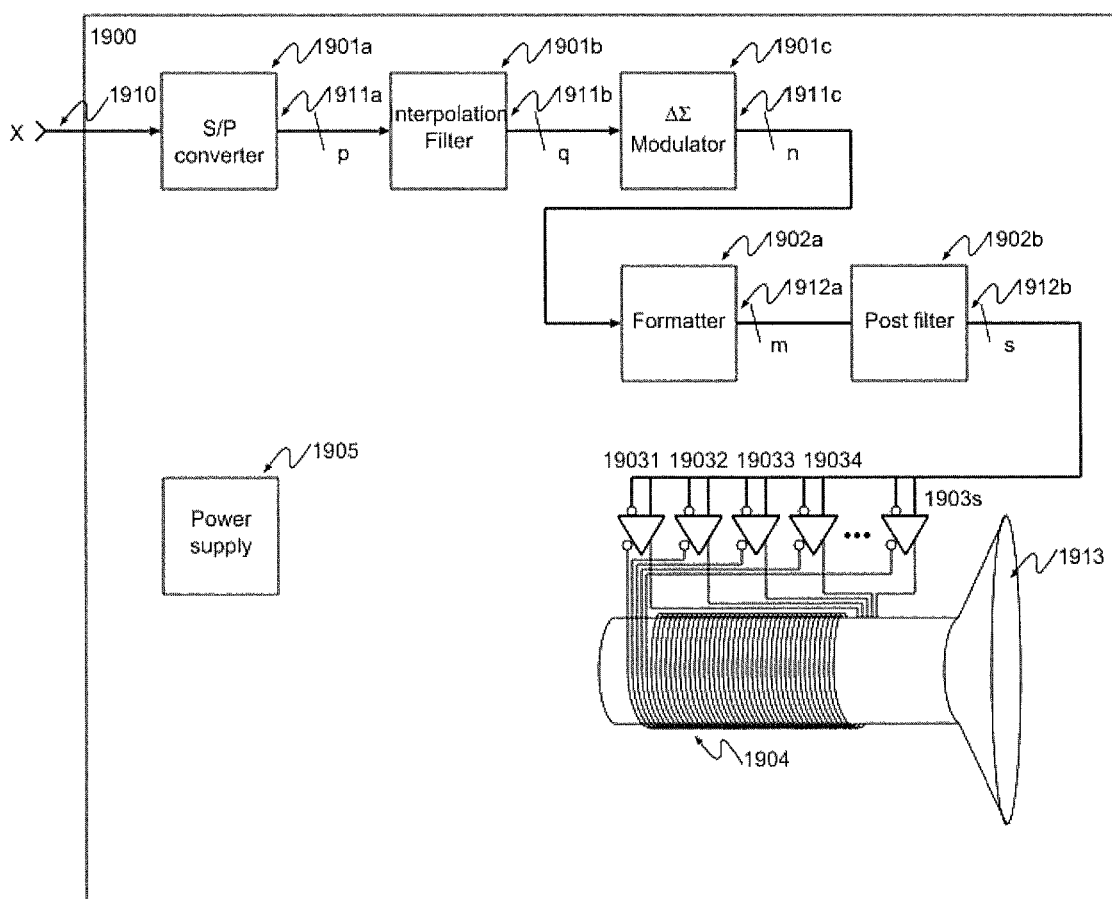 1900
1901a
1901b
1901c
1910
1911a
1911b
1911c
X
S/P
converter
p
nterpolation
Filter
q
ΔΣ
Modulator
n
1902a
1902b
1912a
1912b
Formatter
m
Post filter
s
1905
Power
supply
19031 19032 19033 19034
1903s
1913
1904